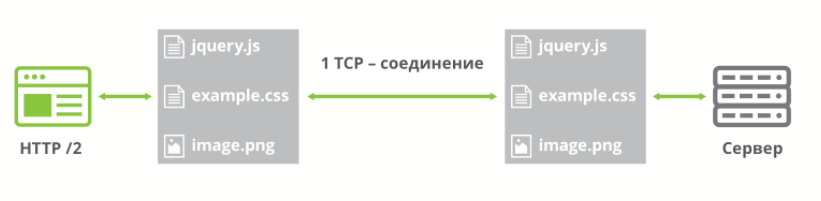 jquery.js
example.css
image.png
1 TCP – соединение
jquery.js
example.css
image.png
HTTP /2
Сервер